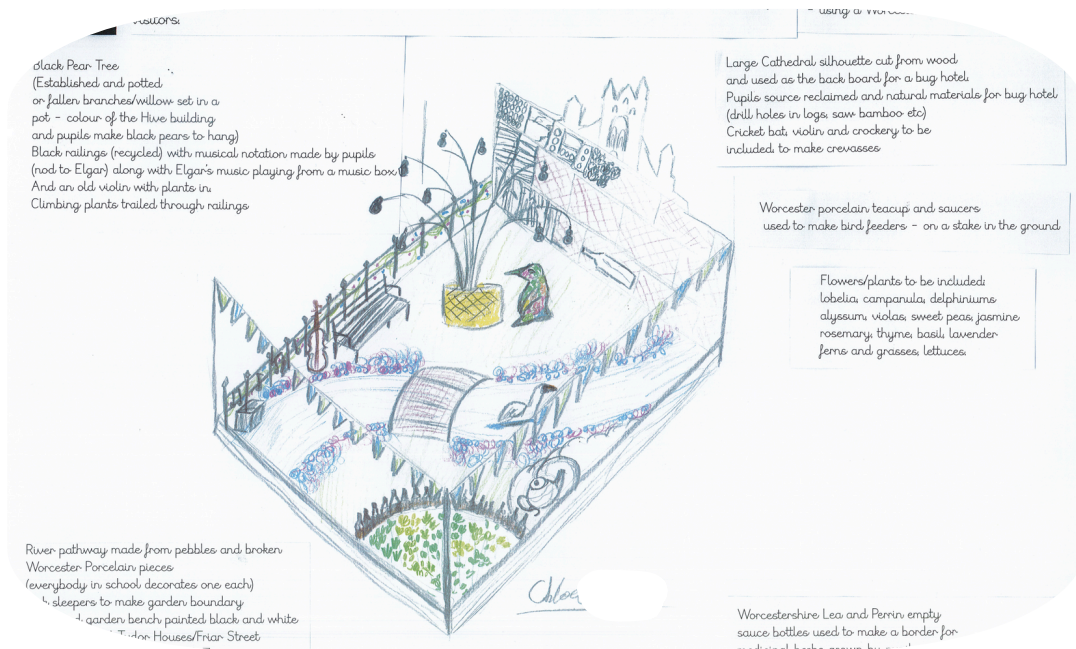 visitors.
- using a
Black Pear Tree
(Established and potted
or fallen branches/willow set in a
pot - colour of the Hive building
and pupils make black pears to hang)
Black railings (recycled) with musical notation made by pupils
(nod to Elgar) along with Elgar's music playing from a music box
And an old violin with plants in.
Climbing plants trailed through railings
Large Cathedral silhouette cut from wood
and used as the back board for a bug hotel.
Pupils source reclaimed and natural materials for bug hotel
(drill holes in logs, saw bamboo etc)
Cricket bat, violin and crockery to be
included to make crevasses
Worcester porcelain teacup and saucers
used to make bird feeders - on a stake in the ground
Flowers/plants to be included:
lobelia, campanula, delphiniums
alyssum, violas, sweet peas, jasmine
rosemary, thyme, basil, lavender
ferns and grasses, lettuces.
River pathway made from pebbles and broken
Worcester Porcelain pieces
(everybody in school decorates one each)
sleepers to make garden boundary
garden bench painted black and white
Tudor Houses/Friar Street
Chloe
Worcestershire Lea and Perrin empty
sauce bottles used to make a border for
medicinal herbs grown by